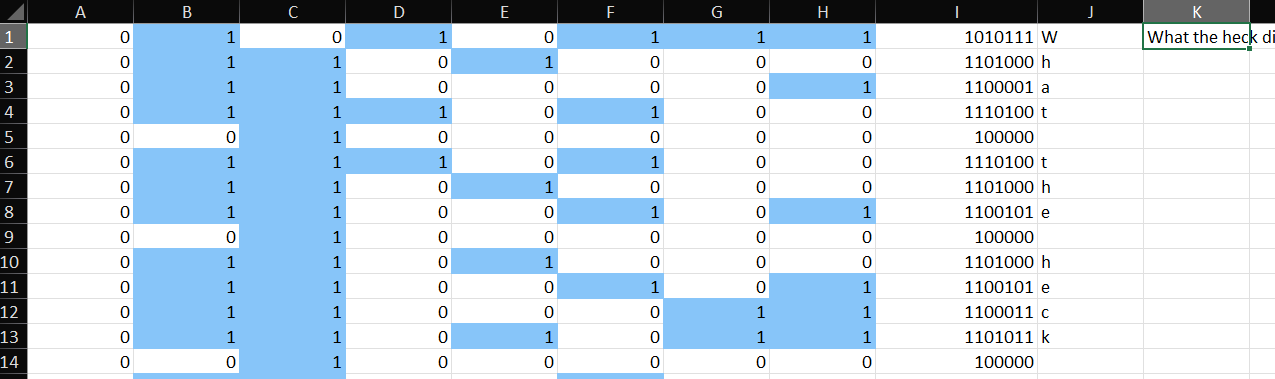 A B C D E F G H I J K
1 0 1 0 1 0 1 1 1 1010111 W What the heck di
2 0 1 1 0 1 0 0 0 1101000 h
3 0 1 1 0 0 0 0 1 1100001 a
4 0 1 1 1 0 1 0 0 1110100 t
5 0 0 1 0 0 0 0 0 100000
6 0 1 1 1 0 1 0 0 1110100 t
7 0 1 1 0 1 0 0 0 1101000 h
8 0 1 1 0 0 1 0 1 1100101 e
9 0 0 1 0 0 0 0 0 100000
10 0 1 1 0 1 0 0 0 1101000 h
11 0 1 1 0 0 1 0 1 1100101 e
12 0 1 1 0 0 0 1 1 1100011 c
13 0 1 1 0 1 0 1 1 1101011 k
14 0 0 1 0 0 0 0 0 100000